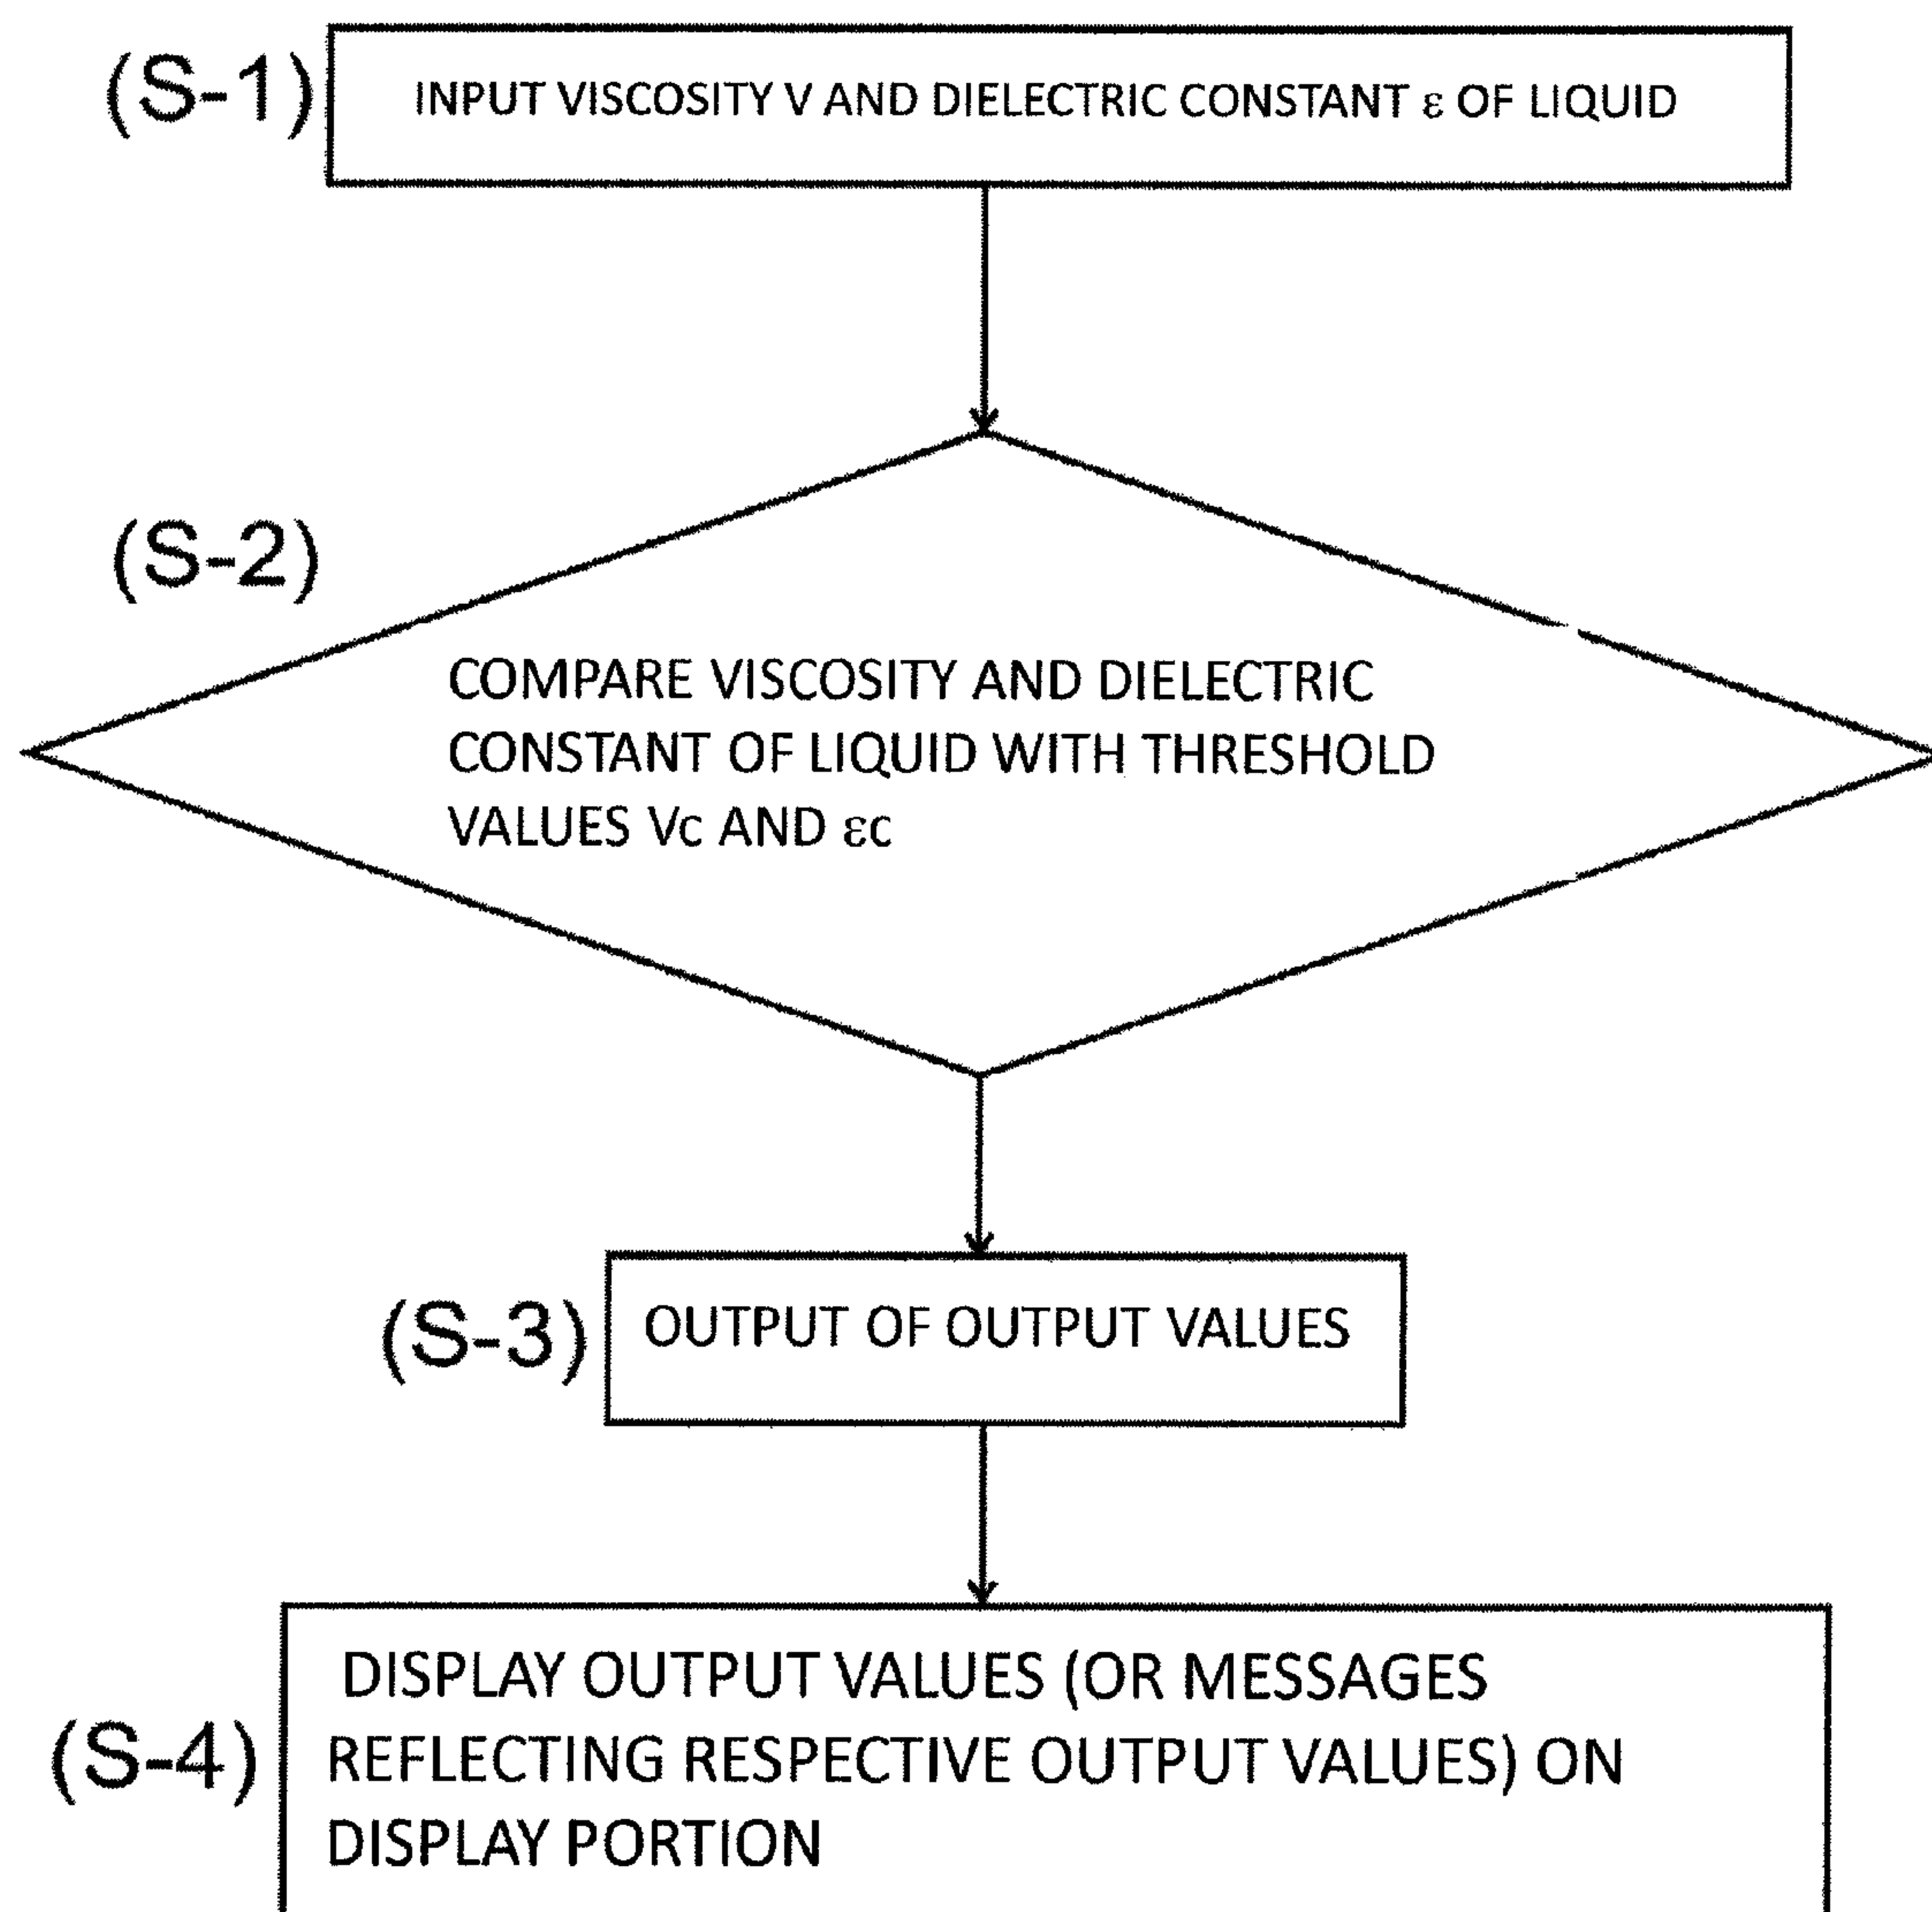 (S-1)
INPUT VISCOSITY V AND DIELECTRIC CONSTANT ε OF LIQUID
(S-2)
COMPARE VISCOSITY AND DIELECTRIC
CONSTANT OF LIQUID WITH THRESHOLD
VALUES Vc AND εc
(S-3)
OUTPUT OF OUTPUT VALUES
(S-4)
DISPLAY OUTPUT VALUES (OR MESSAGES
REFLECTING RESPECTIVE OUTPUT VALUES) ON
DISPLAY PORTION